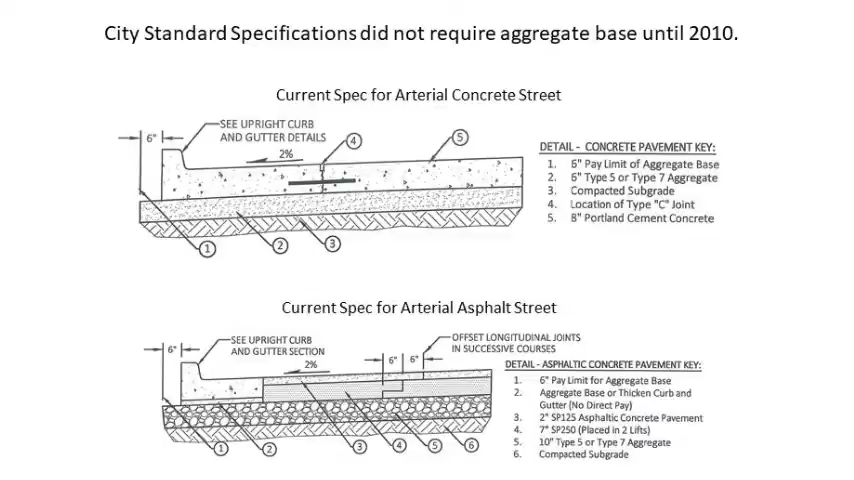 City Standard Specifications did not require aggregate base until 2010.
Current Spec for Arterial Concrete Street
SEE UPRIGHT CURB
AND GUTTER DETAILS
6"
2%
4
5
1
2
3
DETAIL - CONCRETE PAVEMENT KEY:
1. 6" Pay Limit of Aggregate Base
2. 6" Type 5 or Type 7 Aggregate
3. Compacted Subgrade
4. Location of Type "C" Joint
5. 8" Portland Cement Concrete
Current Spec for Arterial Asphalt Street
SEE UPRIGHT CURB
AND GUTTER SECTION
6"
2%
6" 6"
OFFSET LONGITUDINAL JOINTS
IN SUCCESSIVE COURSES
1
2
3
4
5
6
DETAIL - ASPHALTIC CONCRETE PAVEMENT KEY:
1. 6" Pay Limit for Aggregate Base
2. Aggregate Base or Thicken Curb and
Gutter (No Direct Pay)
3. 2" SP125 Asphaltic Concrete Pavement
4. 7" SP250 (Placed in 2 Lifts)
5. 10" Type 5 or Type 7 Aggregate
6. Compacted Subgrade